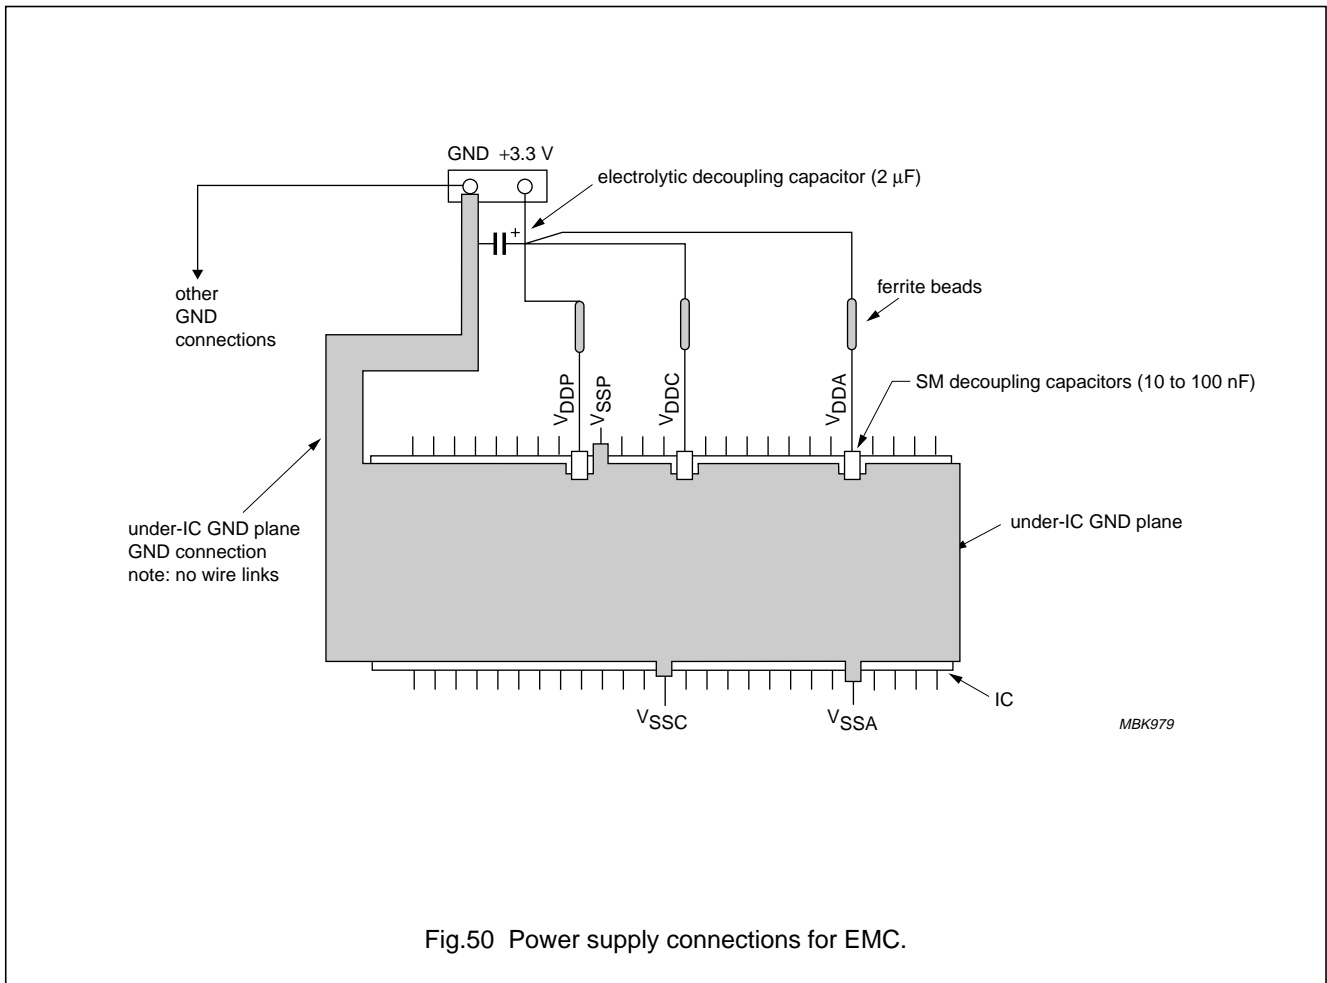 GND +3.3 V
electrolytic decoupling capacitor (2 μF)
+
other
GND
connections
ferrite beads
VDDP
VSSP
VDDC
VDDA
SM decoupling capacitors (10 to 100 nF)
under-IC GND plane
GND connection
note: no wire links
under-IC GND plane
IC
VSSC
VSSA
MBK979
Fig.50 Power supply connections for EMC.